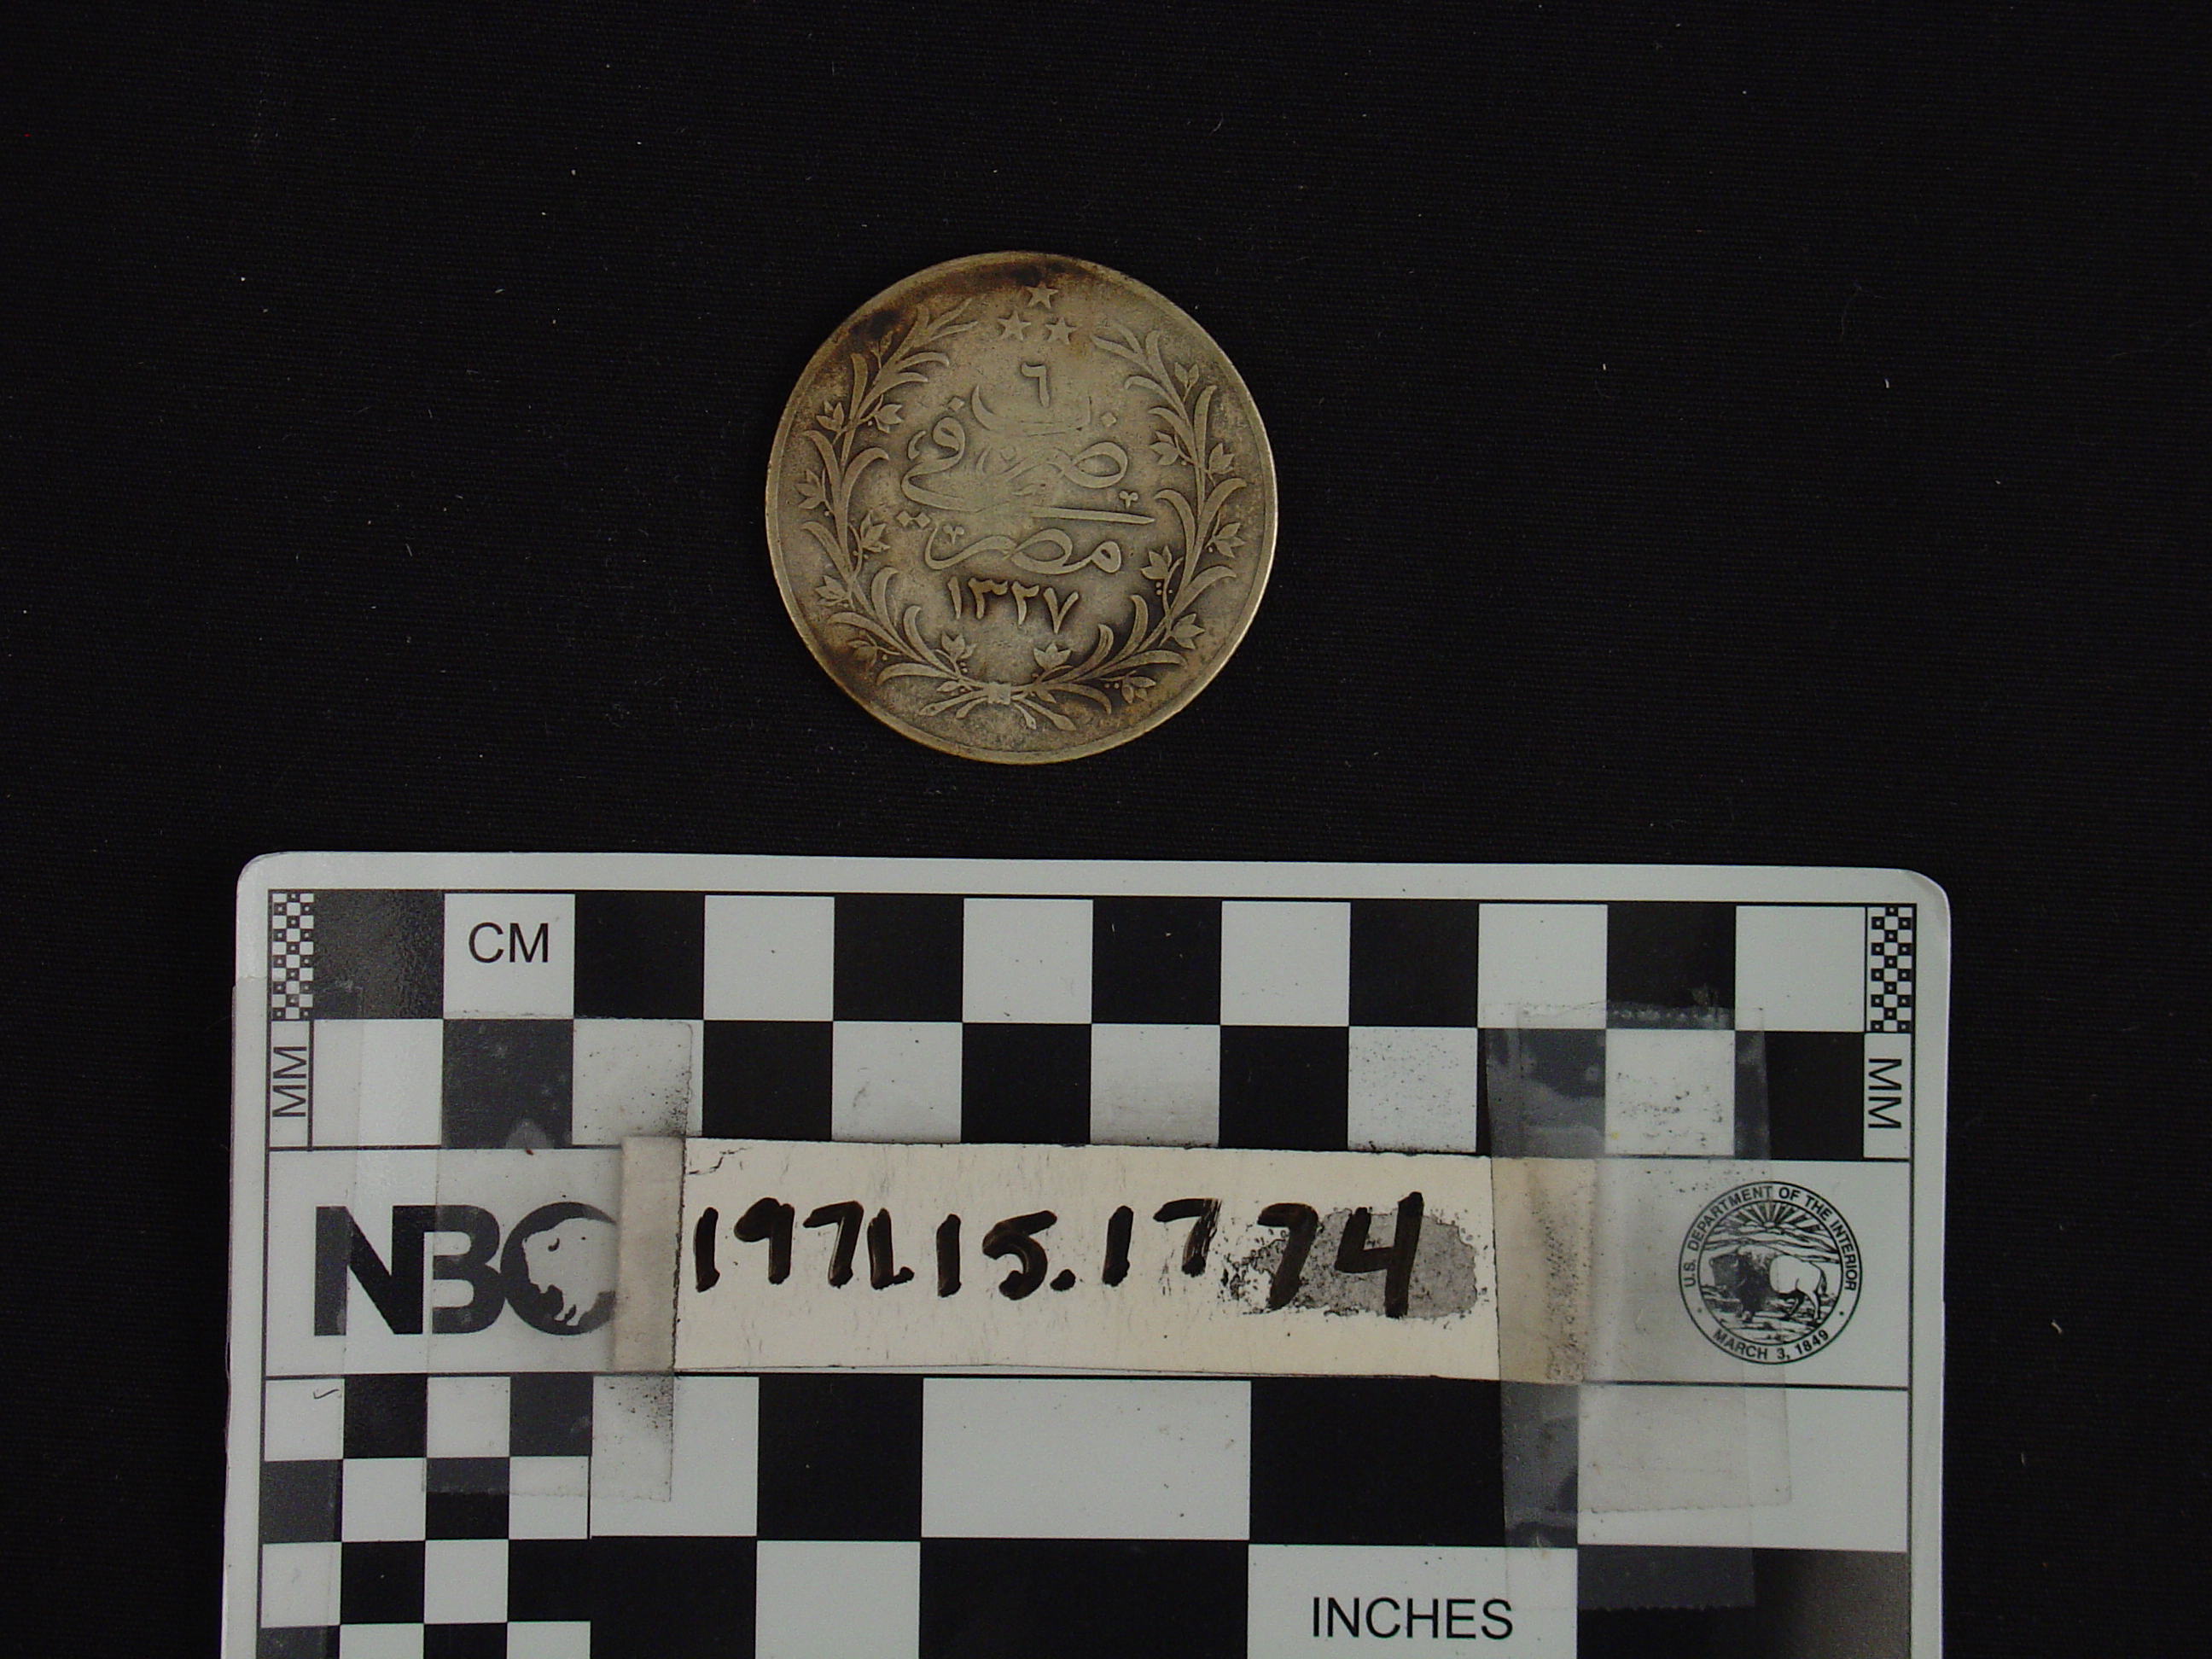 ٦
ضرب
فى
مصر
١٣٢٧
CM
MM
MM
NBC
1971.15.1774
U.S. DEPARTMENT OF THE INTERIOR
MARCH 3, 1849
INCHES